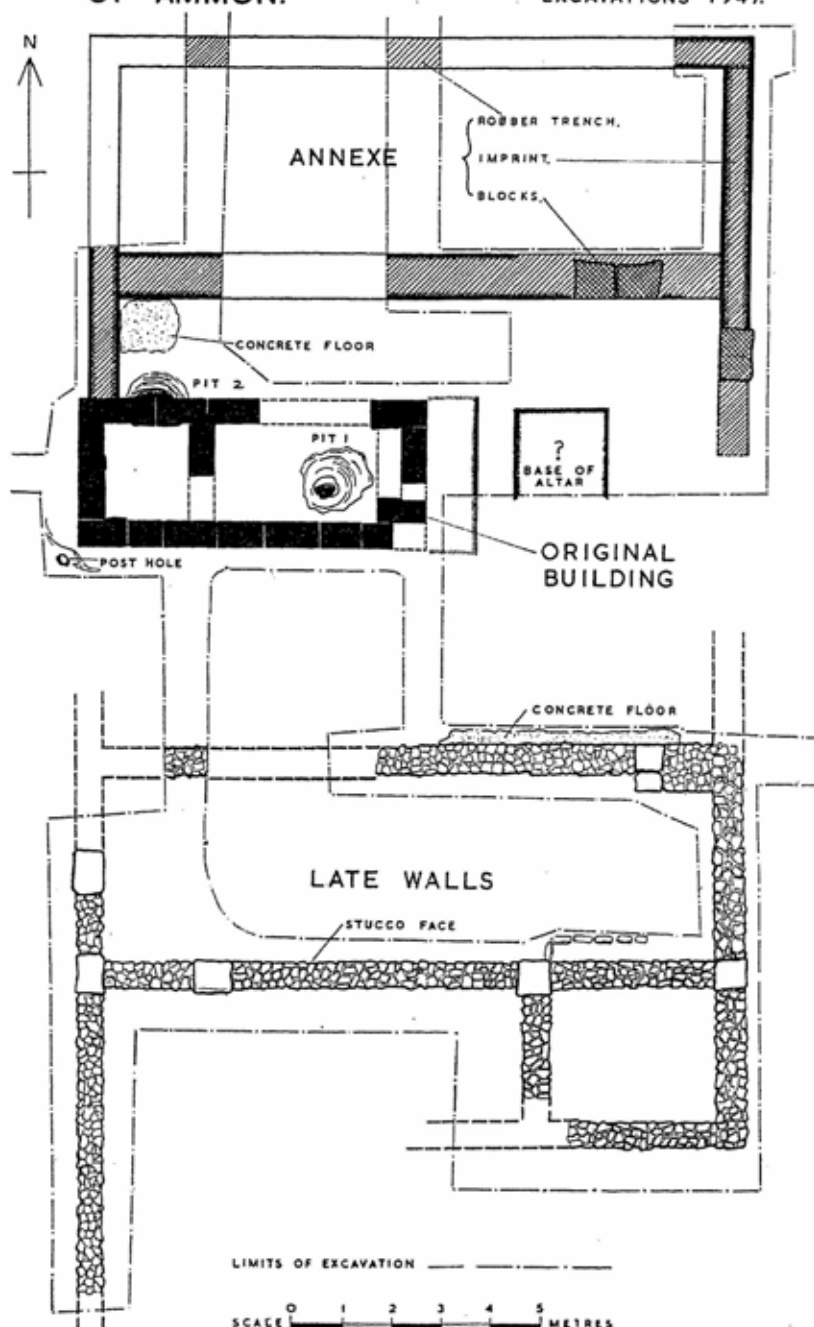 OF AMMON.
EXCAVATIONS 1947.
N
ROBBER TRENCH,
ANNEXE
IMPRINT,
BLOCKS,
CONCRETE FLOOR
PIT 2
PIT 1
?
BASE OF
ALTAR
ORIGINAL
BUILDING
POST HOLE
CONCRETE FLOOR
LATE WALLS
STUCCO FACE
LIMITS OF EXCAVATION
0 1 2 3 4 5
SCALE METRES